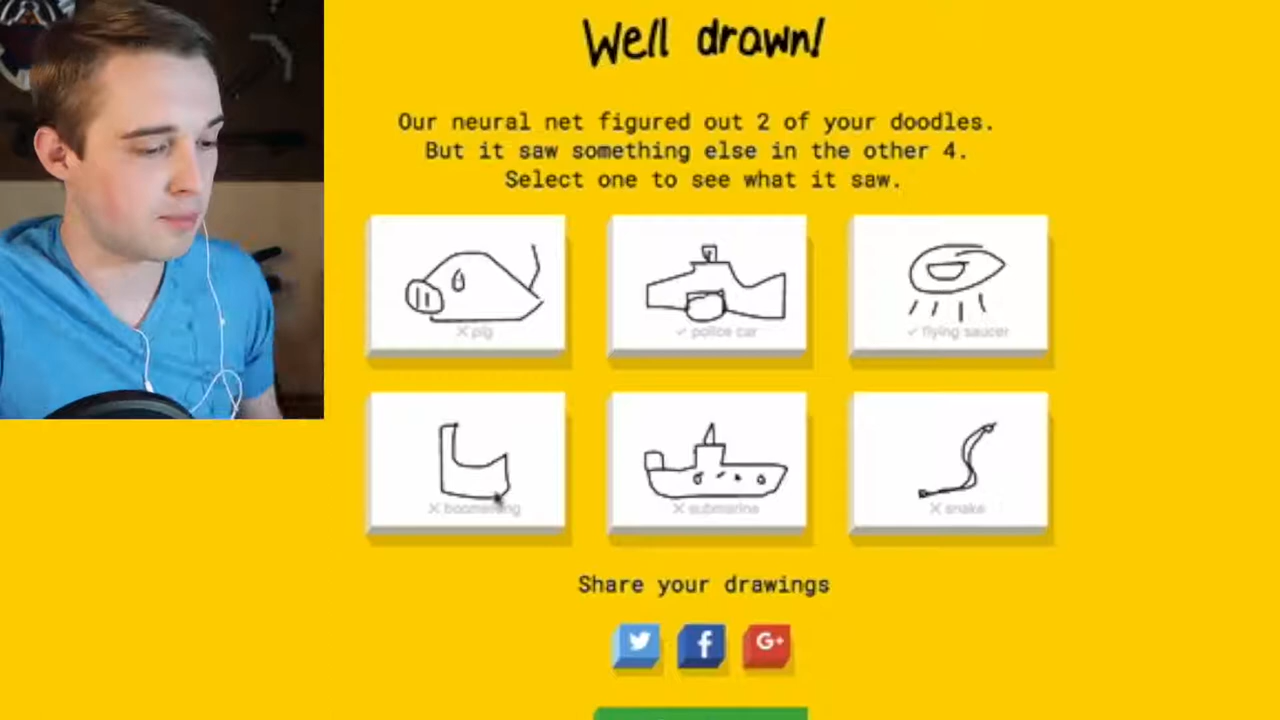 Well drawn!
Our neural net figured out 2 of your doodles.
But it saw something else in the other 4.
Select one to see what it saw.
× pig
✓ police car
✓ flying saucer
× boomerang
× submarine
× snake
Share your drawings
G+